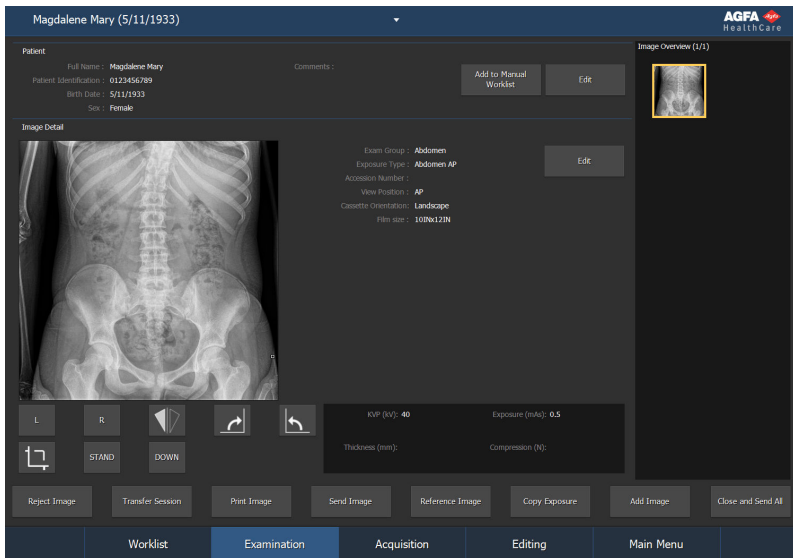 Magdalene Mary (5/11/1933)
AGFA Agfa
HealthCare
Patient
Full Name : Magdalene Mary
Comments :
Patient Identification : 0123456789
Birth Date : 5/11/1933
Sex : Female
Add to Manual
Worklist
Edit
Image Overview (1/1)
Image Detail
Exam Group : Abdomen
Exposure Type : Abdomen AP
Accession Number :
View Position : AP
Cassette Orientation: Landscape
Film size : 10INx12IN
Edit
L
R
STAND
DOWN
KVP (kV): 40
Exposure (mAs): 0.5
Thickness (mm):
Compression (N):
Reject Image
Transfer Session
Print Image
Send Image
Reference Image
Copy Exposure
Add Image
Close and Send All
Worklist
Examination
Acquisition
Editing
Main Menu